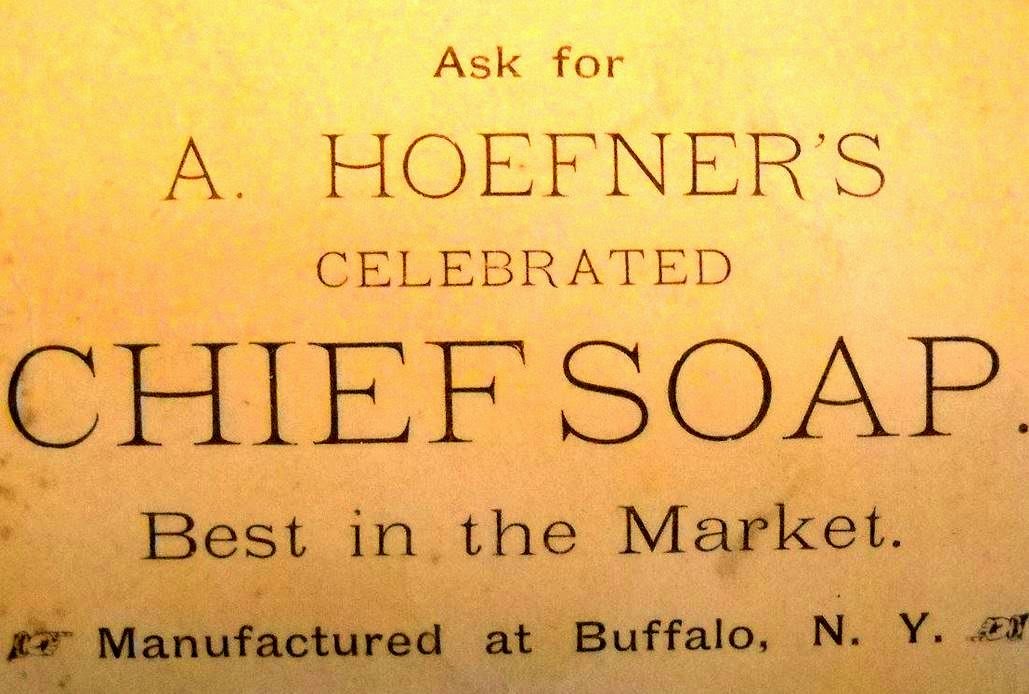 Ask for
A. HOEFNER'S
CELEBRATED
CHIEF SOAP.
Best in the Market.
Manufactured at Buffalo, N. Y.